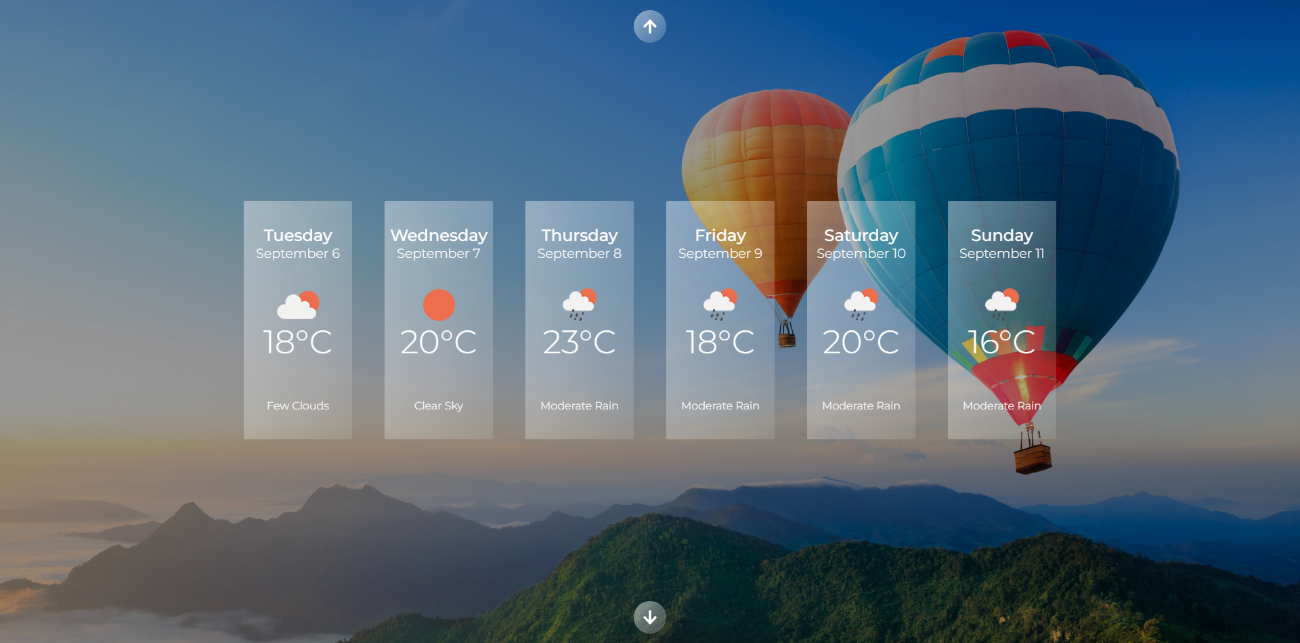 Tuesday
September 6
18°C
Few Clouds
Wednesday
September 7
20°C
Clear Sky
Thursday
September 8
23°C
Moderate Rain
Friday
September 9
18°C
Moderate Rain
Saturday
September 10
20°C
Moderate Rain
Sunday
September 11
16°C
Moderate Rain